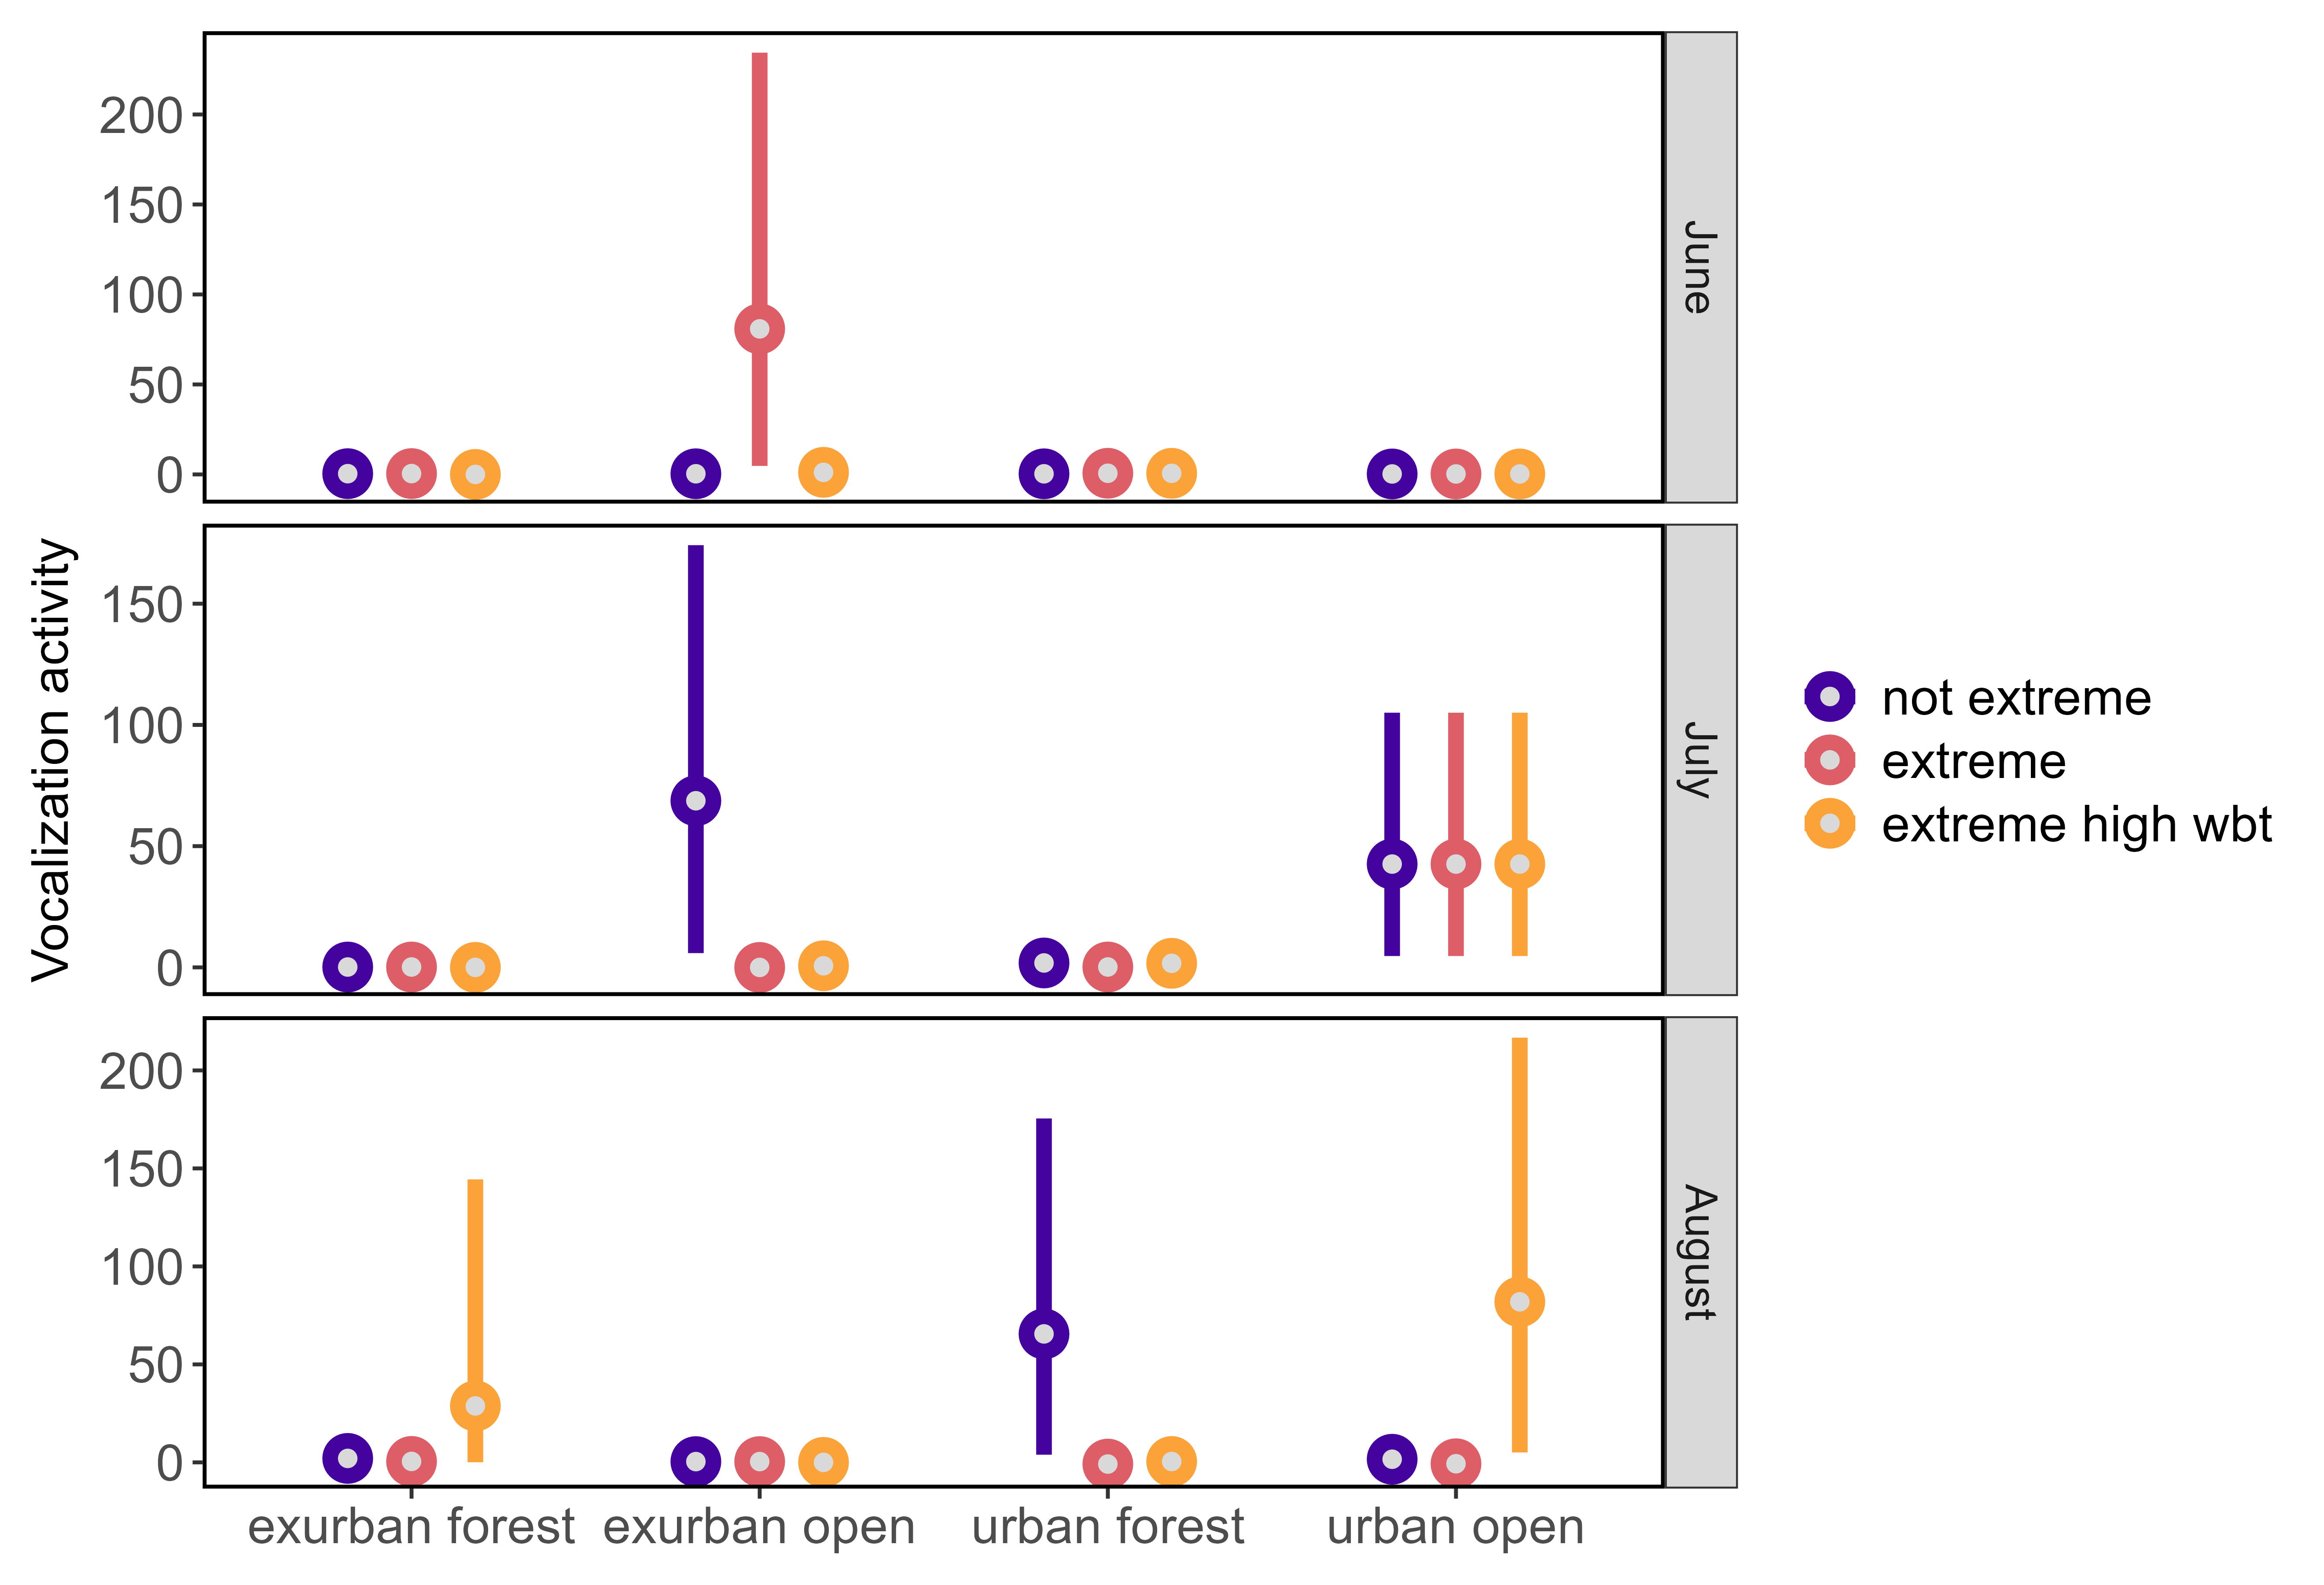 Vocalization activity
200
150
100
50
0
June
150
100
50
0
July
200
150
100
50
0
August
exurban forest exurban open urban forest urban open
not extreme
extreme
extreme high wbt